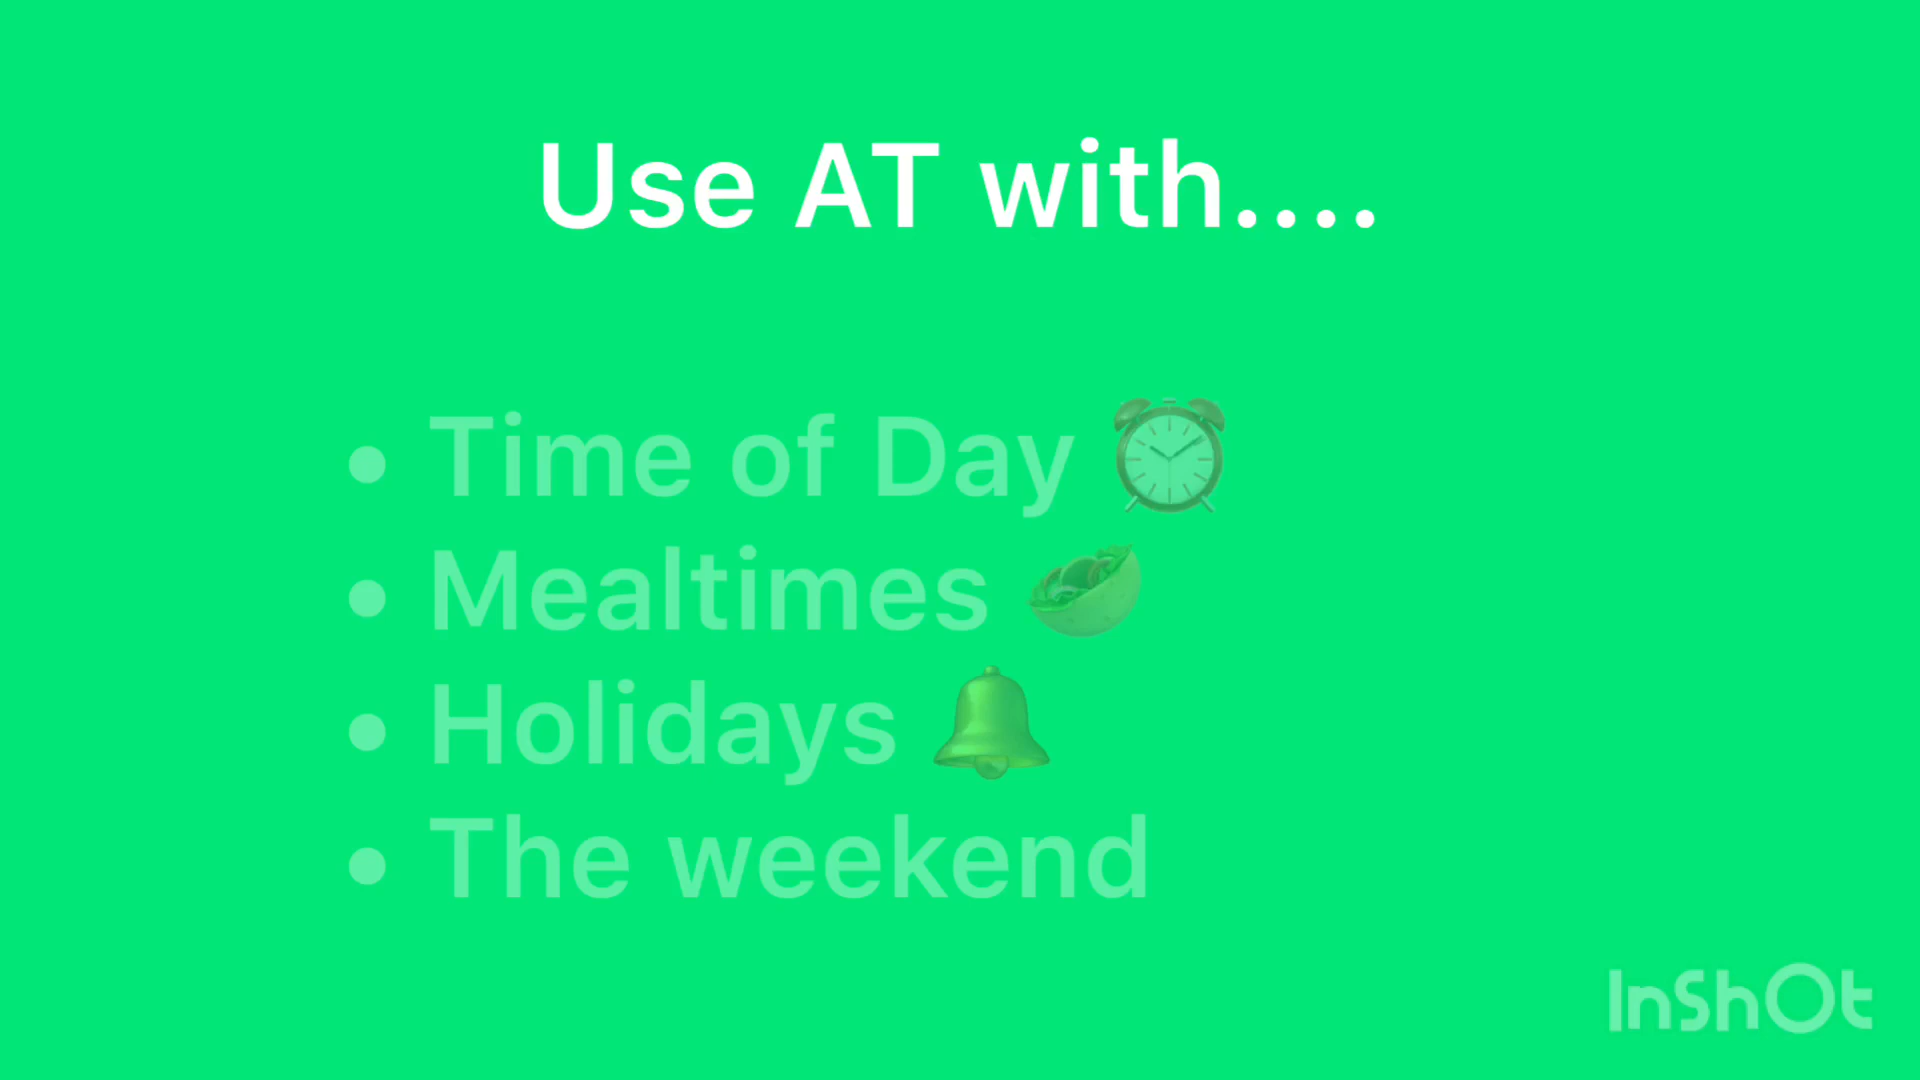 Use AT with....
• Time of Day ⏰
• Mealtimes 🥙
• Holidays 🔔
• The weekend
InShOt